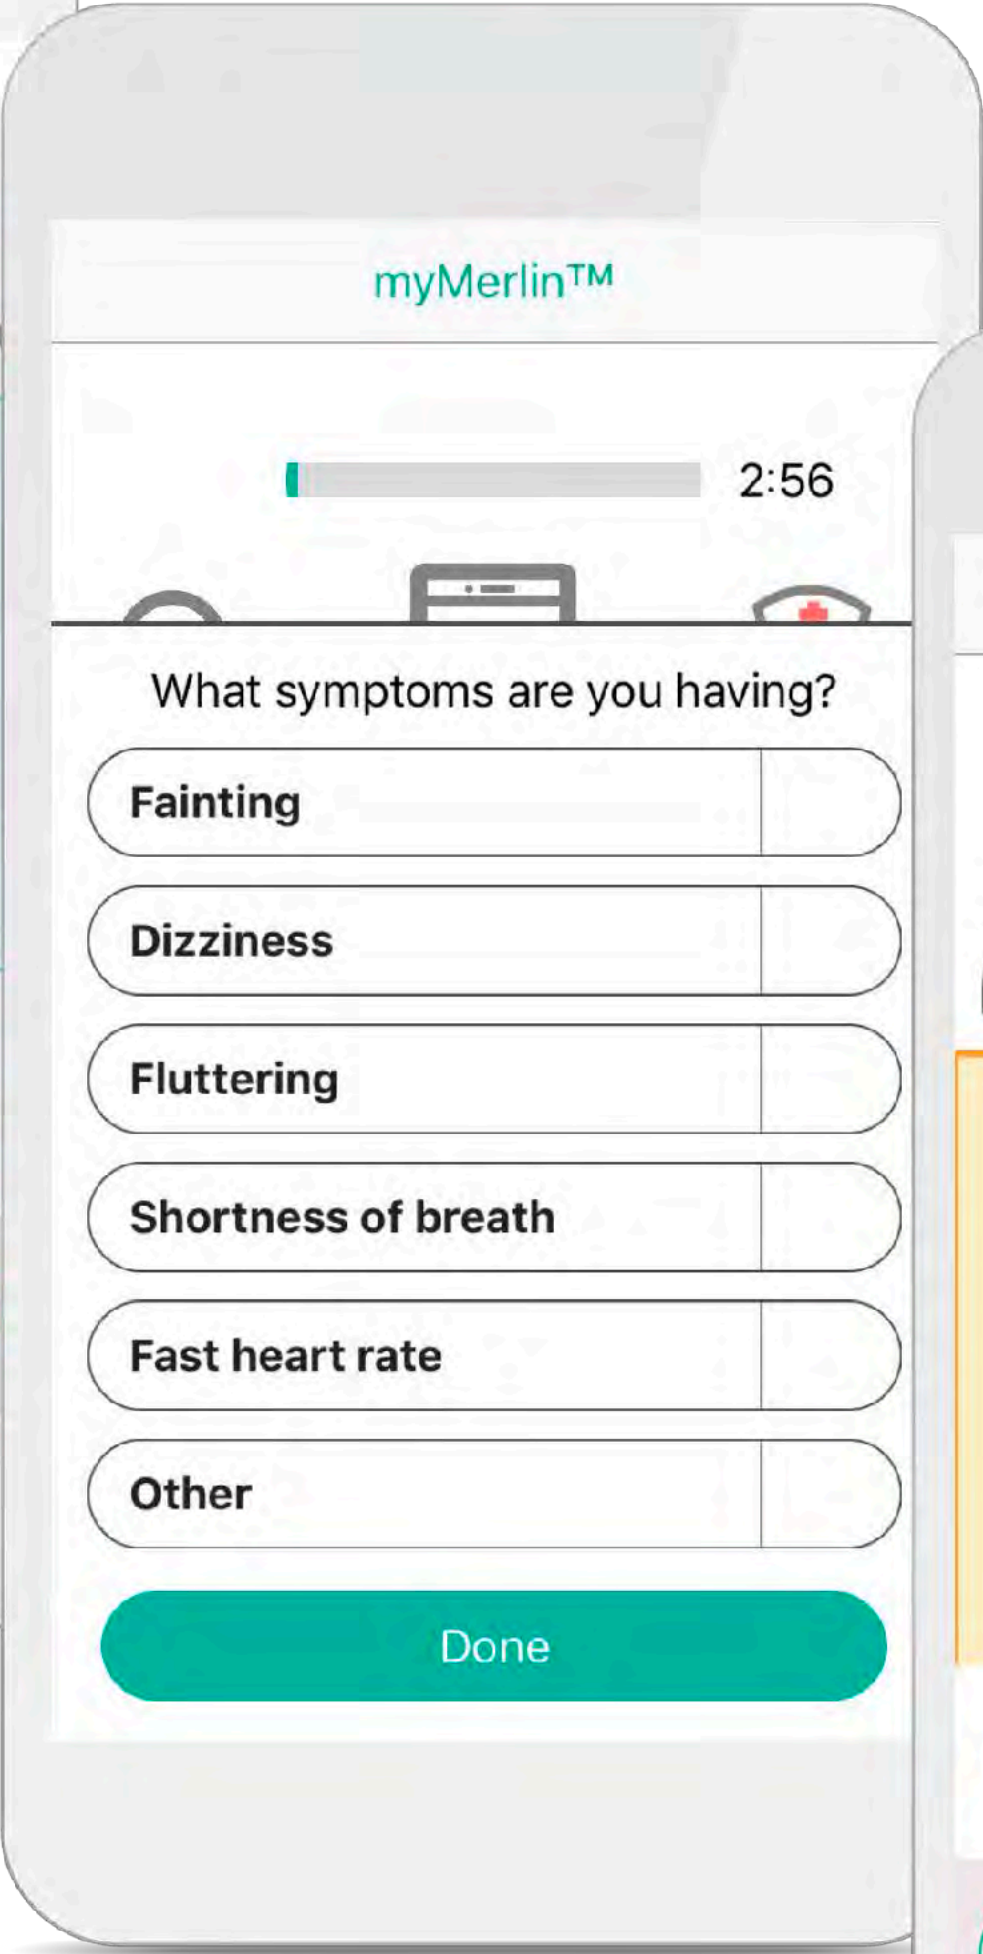 myMerlin™
2:56
What symptoms are you having?
Fainting
Dizziness
Fluttering
Shortness of breath
Fast heart rate
Other
Done